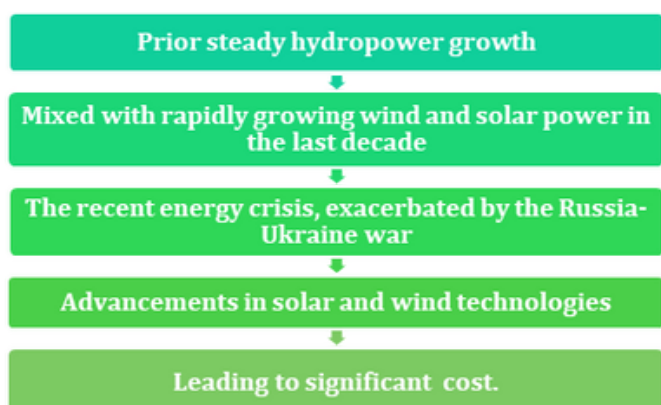 Prior steady hydropower growth
Mixed with rapidly growing wind and solar power in
the last decade
The recent energy crisis, exacerbated by the Russia-
Ukraine war
Advancements in solar and wind technologies
Leading to significant cost.